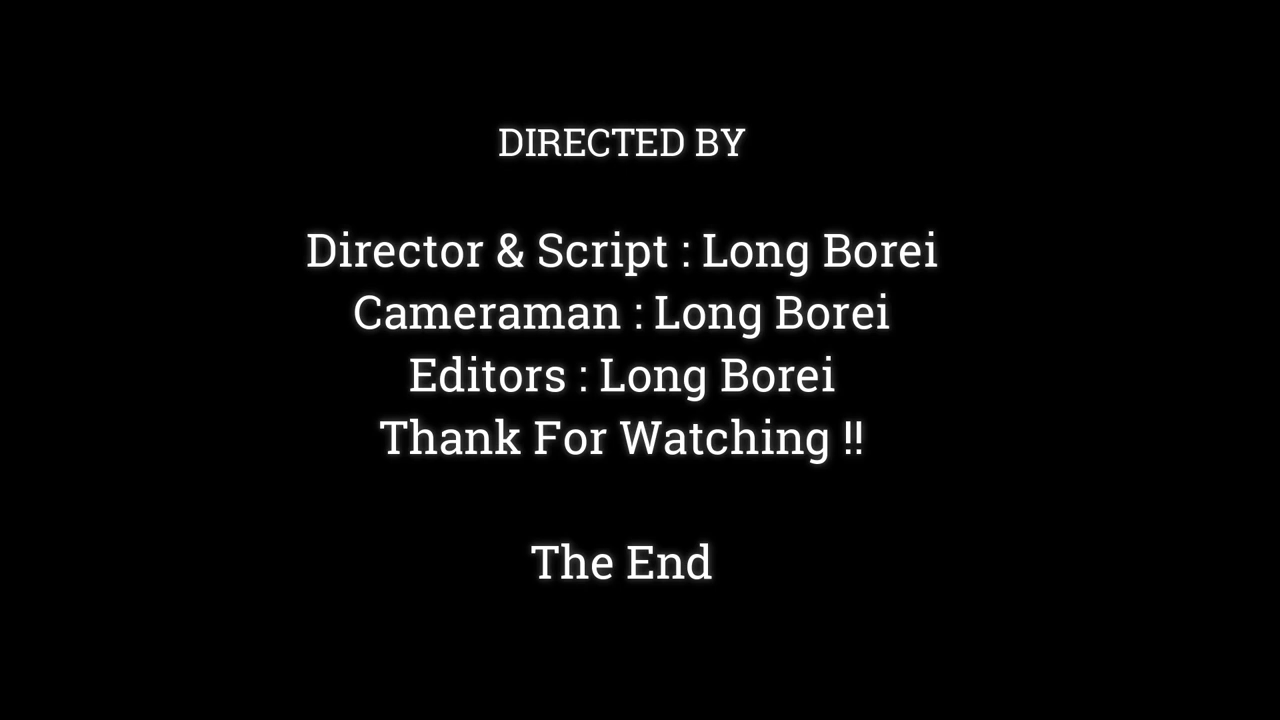 DIRECTED BY
Director & Script : Long Borei
Cameraman : Long Borei
Editors : Long Borei
Thank For Watching !!
The End